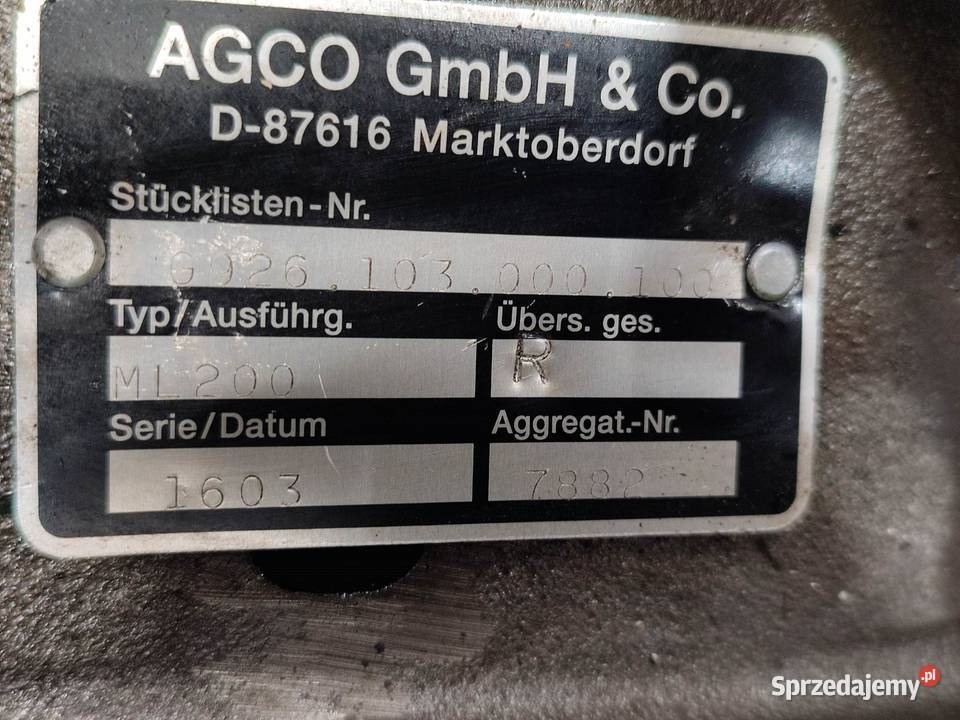 AGCO GmbH & Co.
D-87616 Marktoberdorf
Stücklisten-Nr.
G926.103.000.100
Typ/Ausführg.
Übers. ges.
ML200
R
Serie/Datum
Aggregat.-Nr.
1603
7882
Sprzedajemy.pl